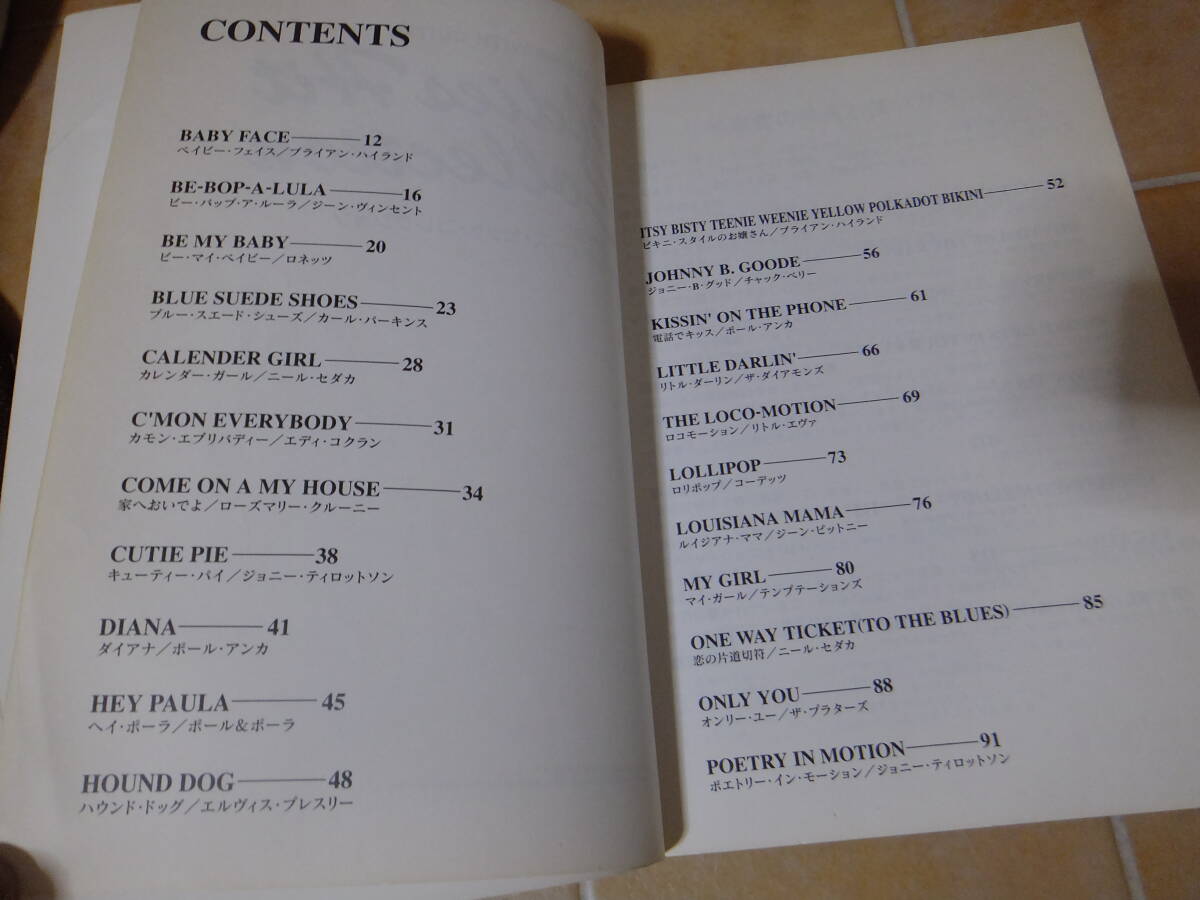 CONTENTS
BABY FACE 12
ベイビー・フェイス／ブライアン・ハイランド
BE-BOP-A-LULA 16
ビー・バップ・ア・ルーラ／ジーン・ヴィンセント
BE MY BABY 20
ビー・マイ・ベイビー／ロネッツ
BLUE SUEDE SHOES 23
ブルー・スエード・シューズ／カール・パーキンス
CALENDER GIRL 28
カレンダー・ガール／ニール・セダカ
C'MON EVERYBODY 31
カモン・エブリバディー／エディ・コクラン
COME ON A MY HOUSE 34
家へおいでよ／ローズマリー・クルーニー
CUTIE PIE 38
キューティー・パイ／ジョニー・ティロットソン
DIANA 41
ダイアナ／ポール・アンカ
HEY PAULA 45
ヘイ・ポーラ／ポール＆ポーラ
HOUND DOG 48
ハウンド・ドッグ／エルヴィス・プレスリー
ITSY BISTY TEENIE WEENIE YELLOW POLKADOT BIKINI 52
ビキニ・スタイルのお嬢さん／ブライアン・ハイランド
JOHNNY B. GOODE 56
ジョニー・B・グッド／チャック・ベリー
KISSIN' ON THE PHONE 61
電話でキッス／ポール・アンカ
LITTLE DARLIN' 66
リトル・ダーリン／ザ・ダイアモンズ
THE LOCO-MOTION 69
ロコモーション／リトル・エヴァ
LOLLIPOP 73
ロリポップ／コーデッツ
LOUISIANA MAMA 76
ルイジアナ・ママ／ジーン・ピットニー
MY GIRL 80
マイ・ガール／テンプテーションズ
ONE WAY TICKET(TO THE BLUES) 85
恋の片道切符／ニール・セダカ
ONLY YOU 88
オンリー・ユー／ザ・プラターズ
POETRY IN MOTION 91
ポエトリー・イン・モーション／ジョニー・ティロットソン